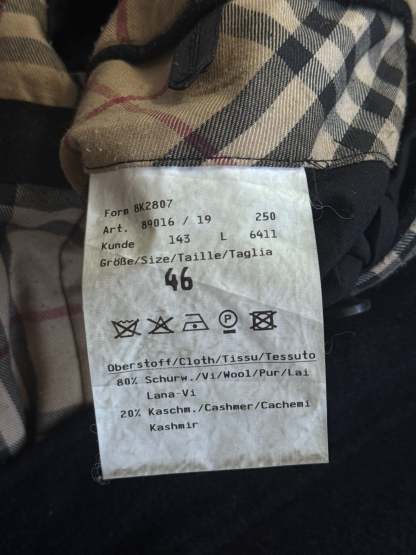 Form 8K2807
Art. 89016 / 19 250
Kunde 143 L 6411
Größe/Size/Taille/Taglia
46
P
Oberstoff/Cloth/Tissu/Tessuto
80% Schurw./Vi/Wool/Pur/Lai
Lana-Vi
20% Kaschm./Cashmer/Cachemi
Kashmir